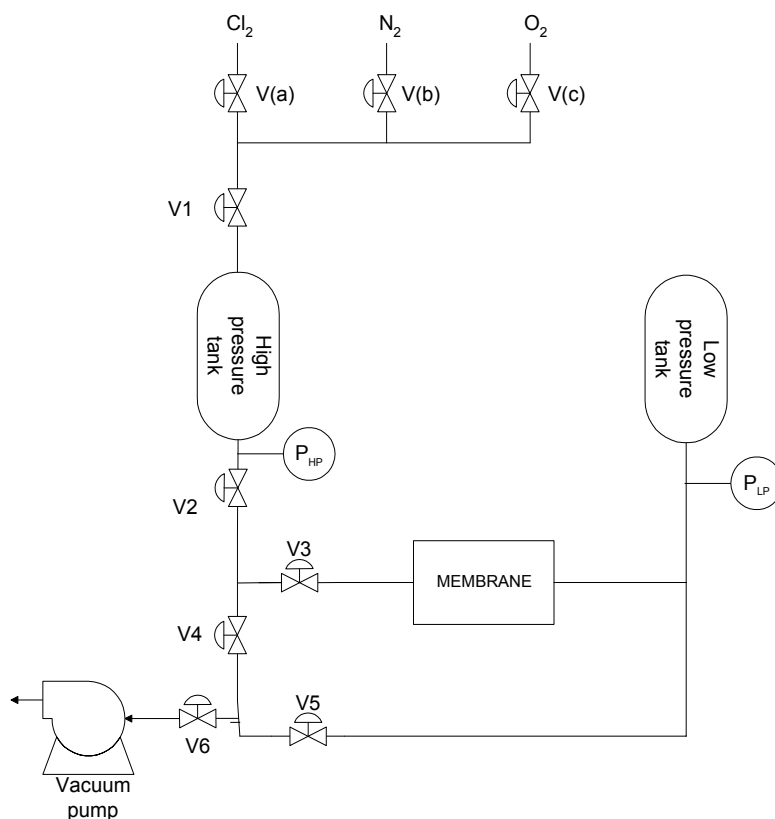 Cl2
N2
O2
V(a)
V(b)
V(c)
V1
High
pressure
tank
Low
pressure
tank
PHP
PLP
V2
V3
MEMBRANE
V4
V5
V6
Vacuum
pump